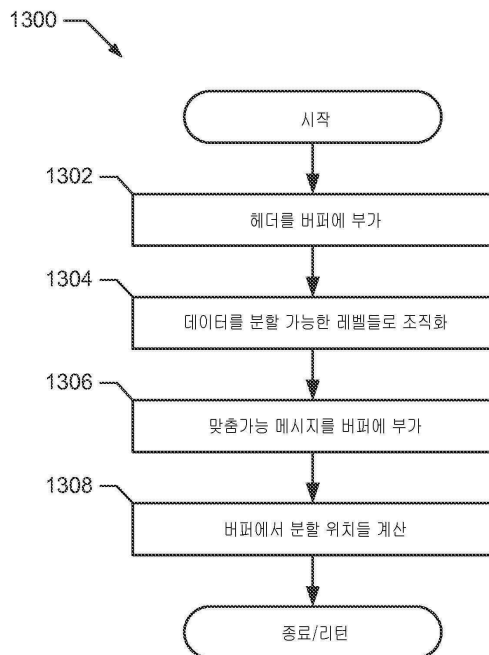 1300
시작
1302
헤더를 버퍼에 부가
1304
데이터를 분할 가능한 레벨들로 조직화
1306
맞춤가능 메시지를 버퍼에 부가
1308
버퍼에서 분할 위치들 계산
종료/리턴